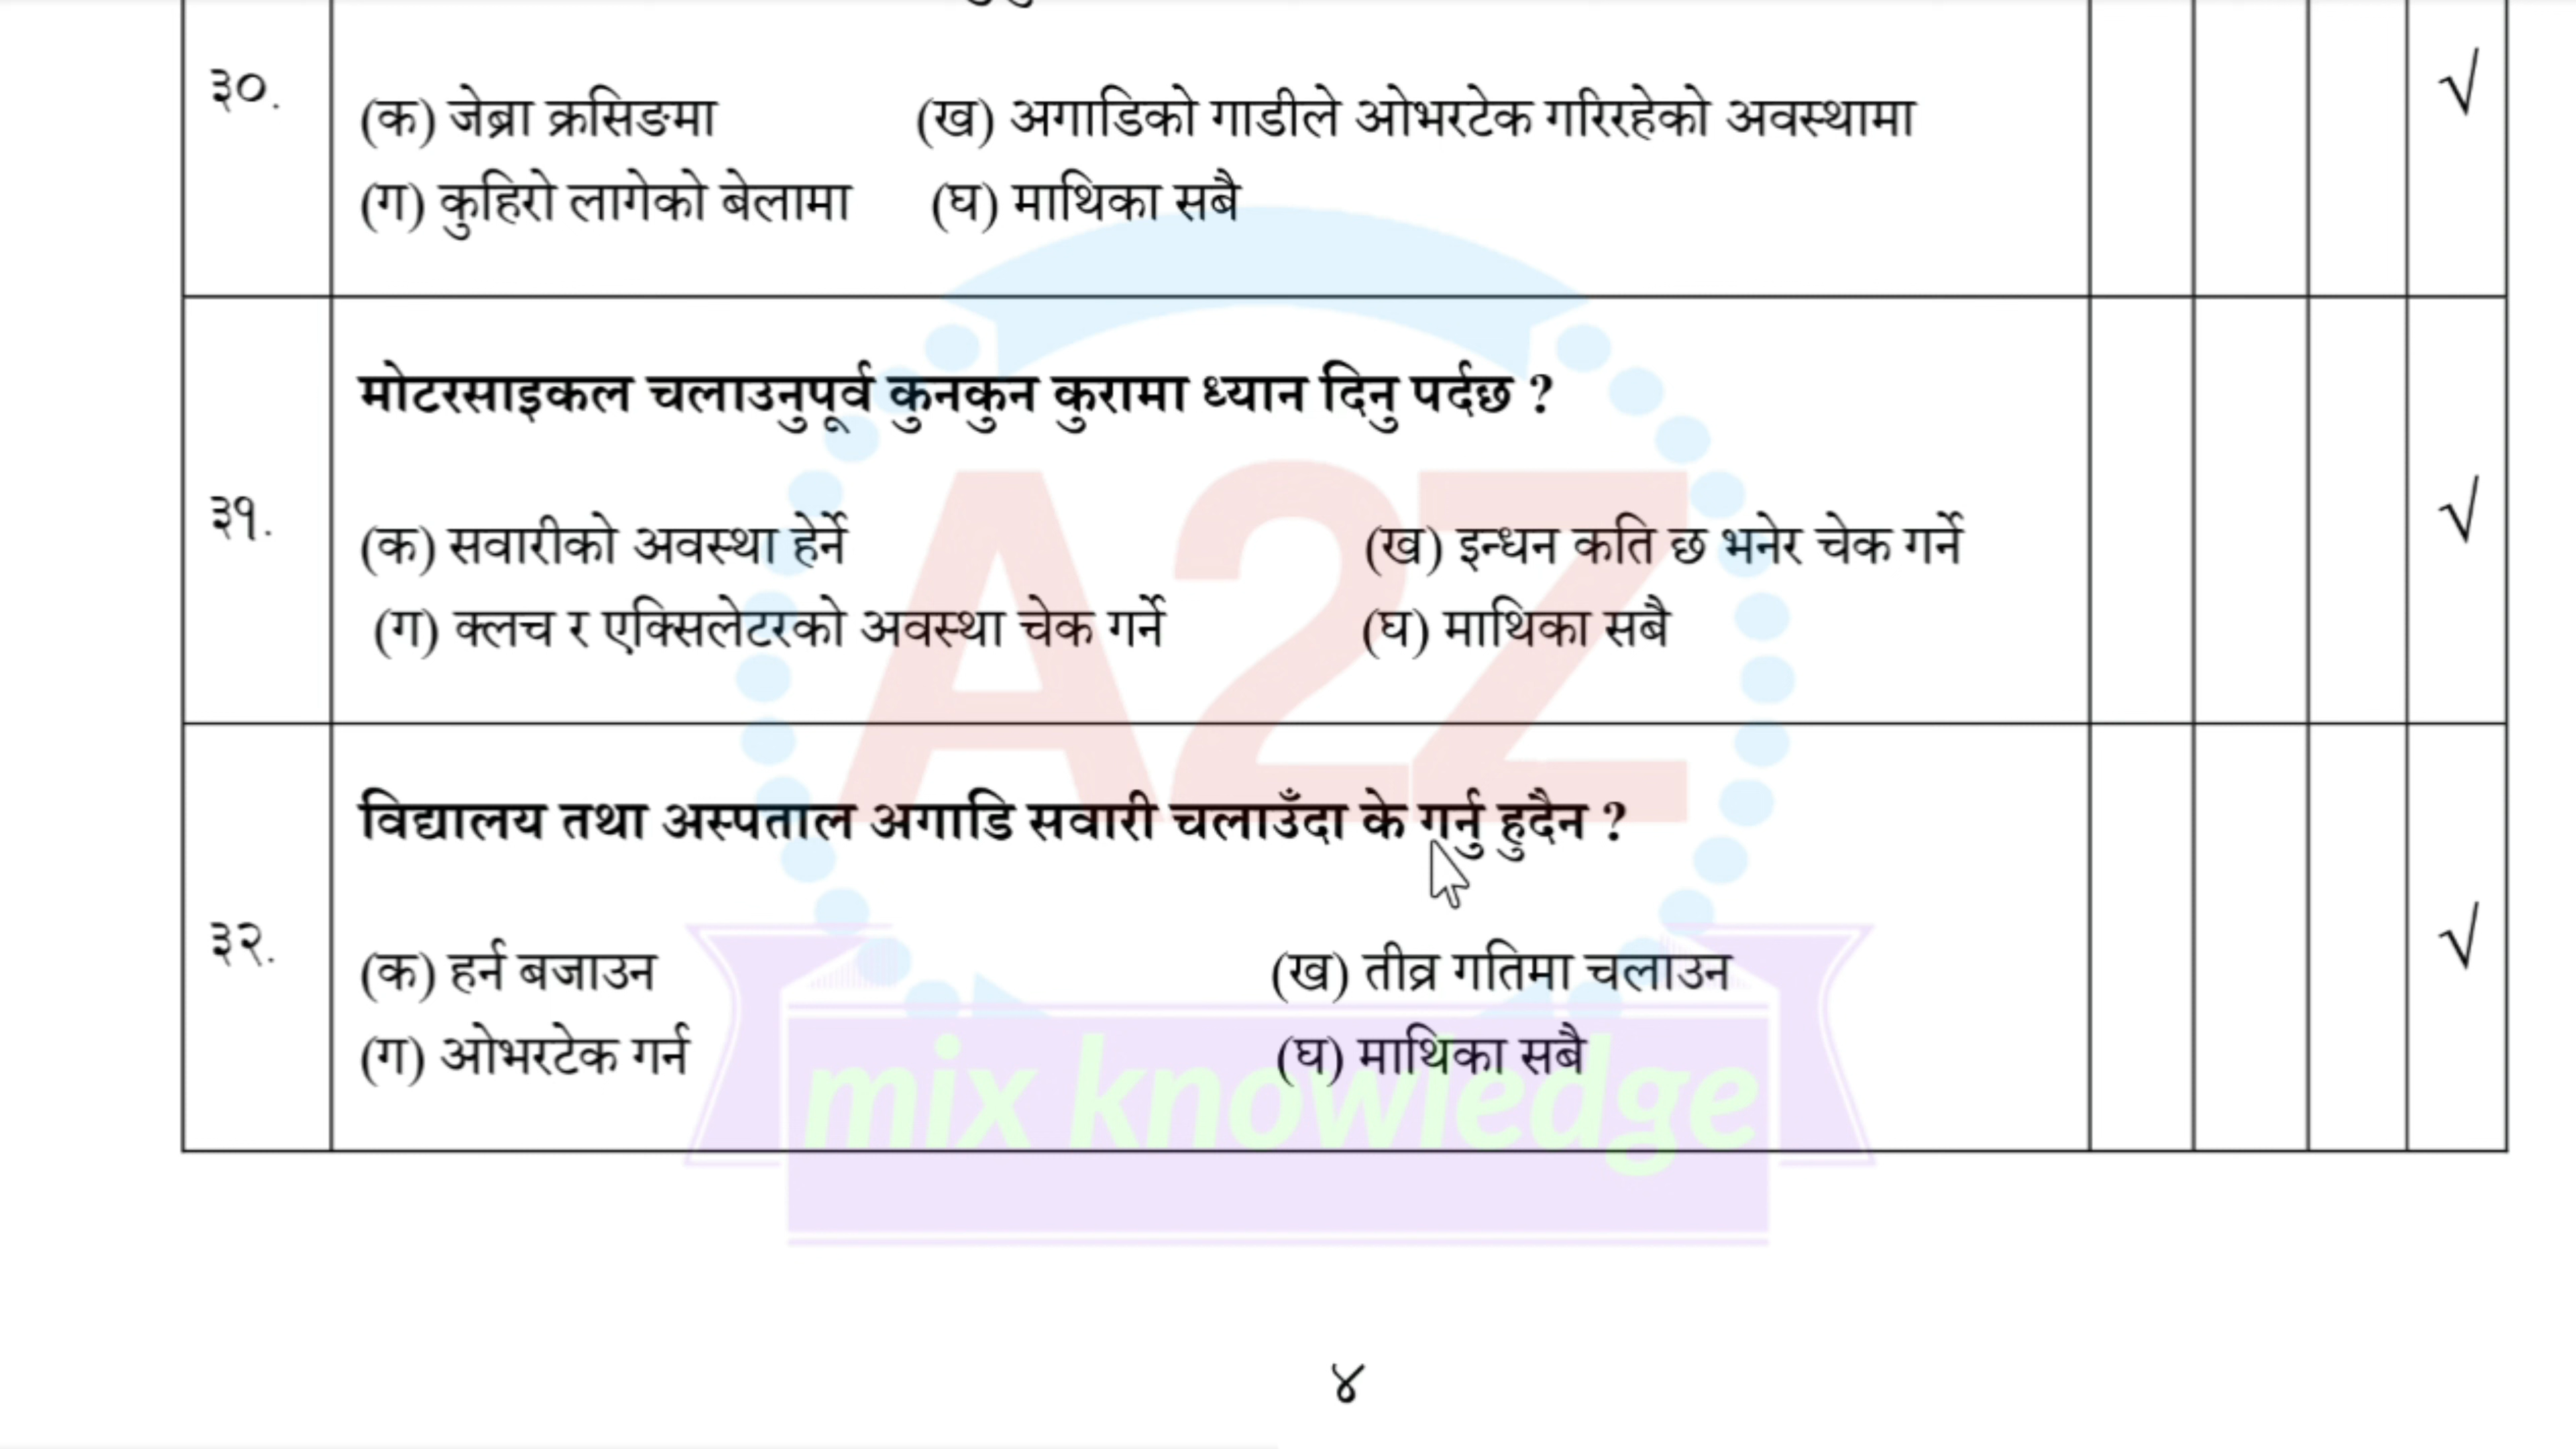 ३०.
(क) जेब्रा क्रसिङमा (ख) अगाडिको गाडीले ओभरटेक गरिरहेको अवस्थामा √
(ग) कुहिरो लागेको बेलामा (घ) माथिका सबै
मोटरसाइकल चलाउनुपूर्व कुनकुन कुरामा ध्यान दिनु पर्दछ ?
३१. √
(क) सवारीको अवस्था हेर्ने (ख) इन्धन कति छ भनेर चेक गर्ने
(ग) क्लच र एक्सिलेटरको अवस्था चेक गर्ने (घ) माथिका सबै
विद्यालय तथा अस्पताल अगाडि सवारी चलाउँदा के गर्नु हुदैन ?
३२. √
(क) हर्न बजाउन (ख) तीव्र गतिमा चलाउन
(ग) ओभरटेक गर्न (घ) माथिका सबै
A2Z
mix knowledge
४